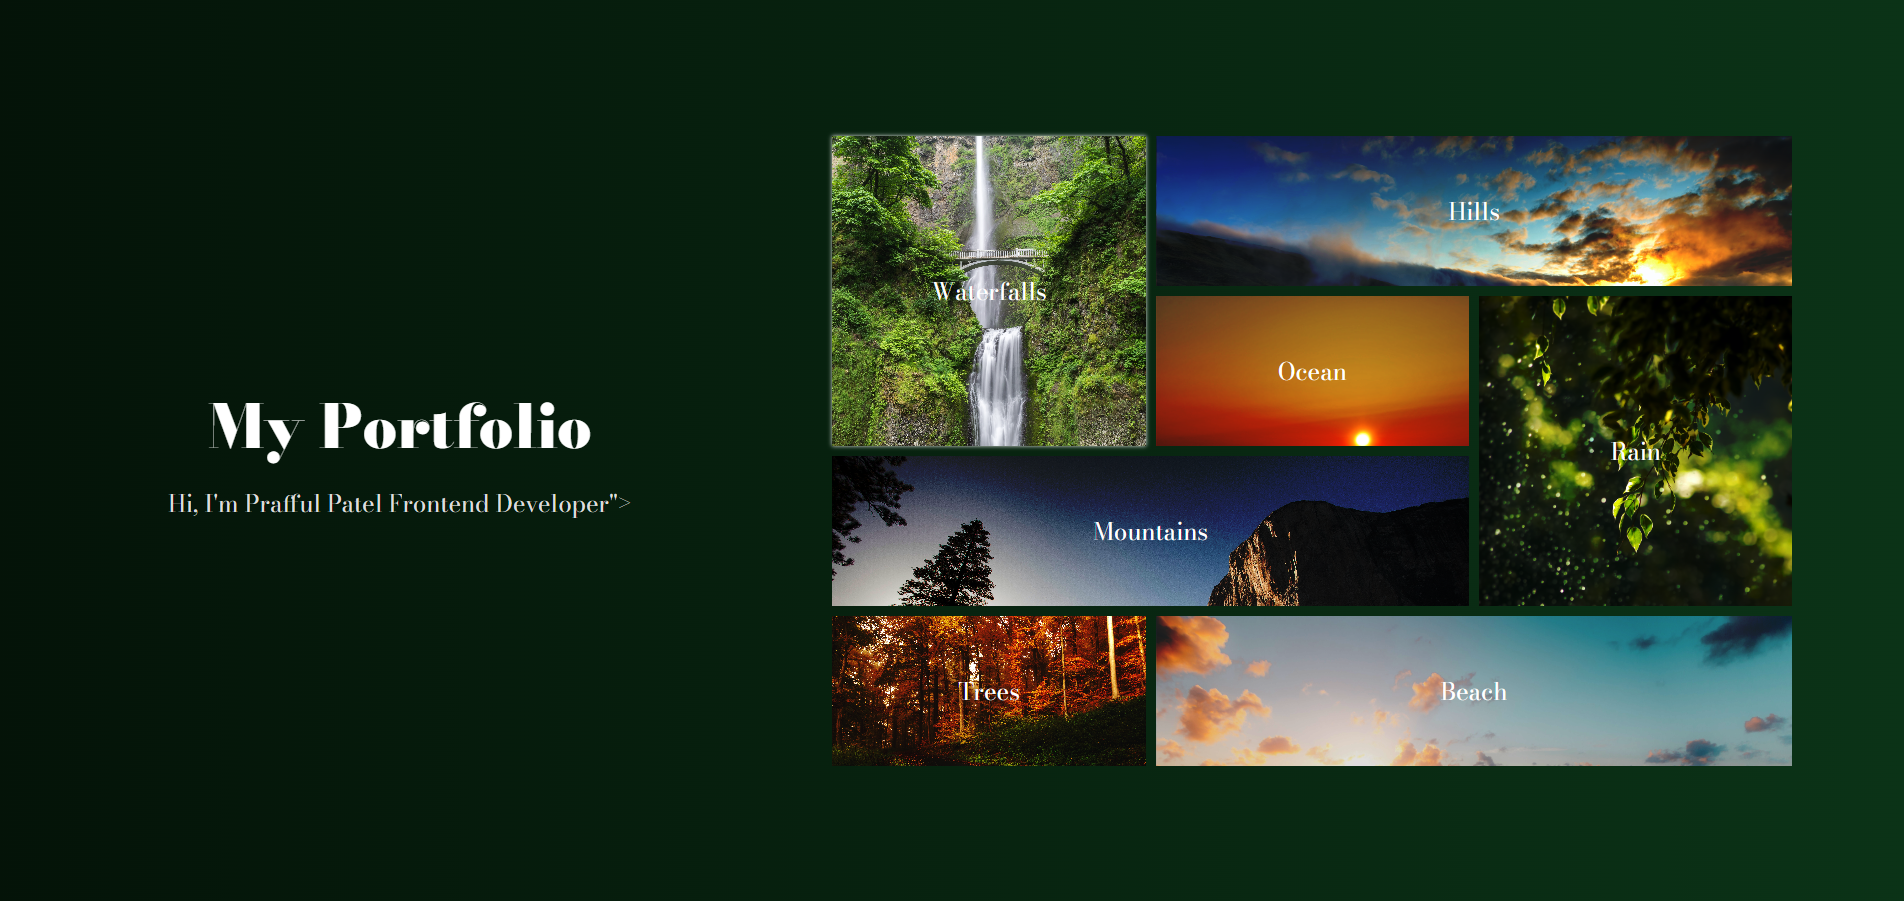 My Portfolio
Hi, I'm Prafful Patel Frontend Developer">
Waterfalls
Hills
Ocean
Rain
Mountains
Trees
Beach